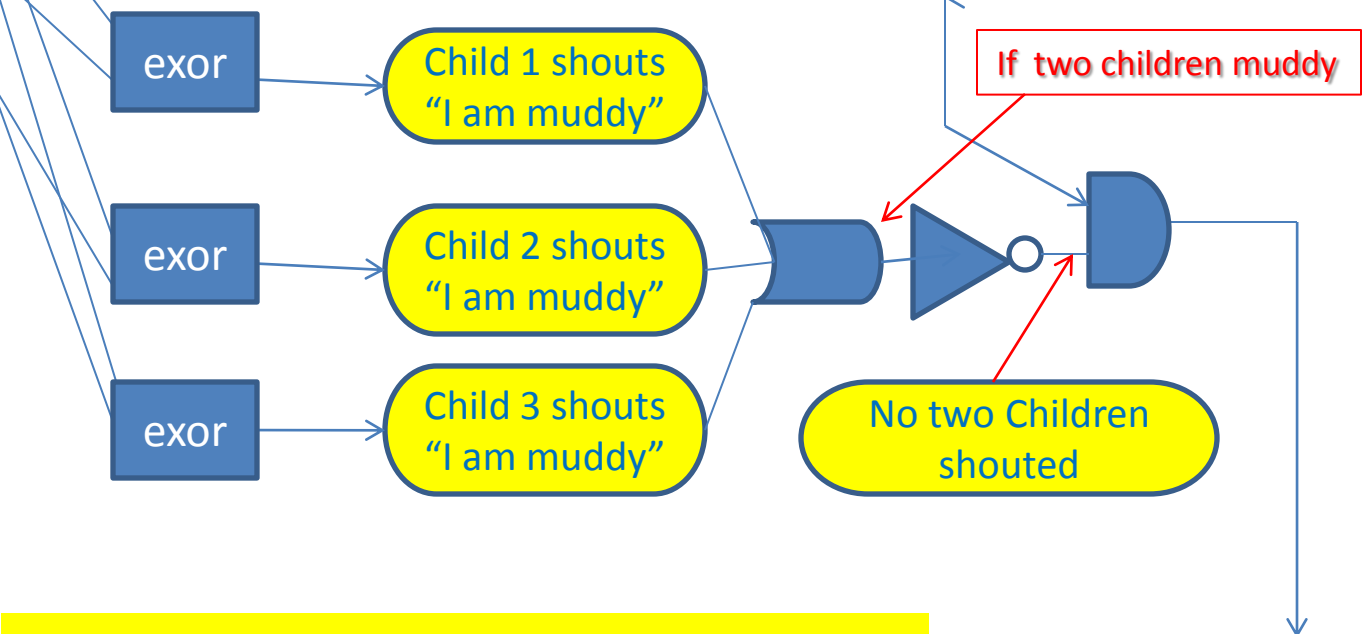 exor
Child 1 shouts
“I am muddy”
If two children muddy
exor
Child 2 shouts
“I am muddy”
exor
Child 3 shouts
“I am muddy”
No two Children
shouted